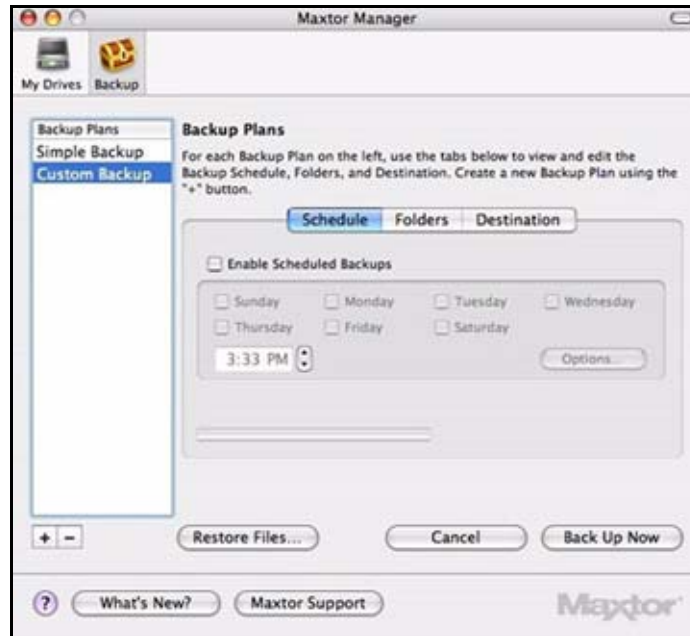 Maxtor Manager
My Drives Backup
Backup Plans
Simple Backup
Custom Backup
Backup Plans
For each Backup Plan on the left, use the tabs below to view and edit the
Backup Schedule, Folders, and Destination. Create a new Backup Plan using the
"+" button.
Schedule Folders Destination
Enable Scheduled Backups
Sunday Monday Tuesday Wednesday
Thursday Friday Saturday
3:33 PM Options...
+ - Restore Files... Cancel Back Up Now
? What's New? Maxtor Support Maxtor